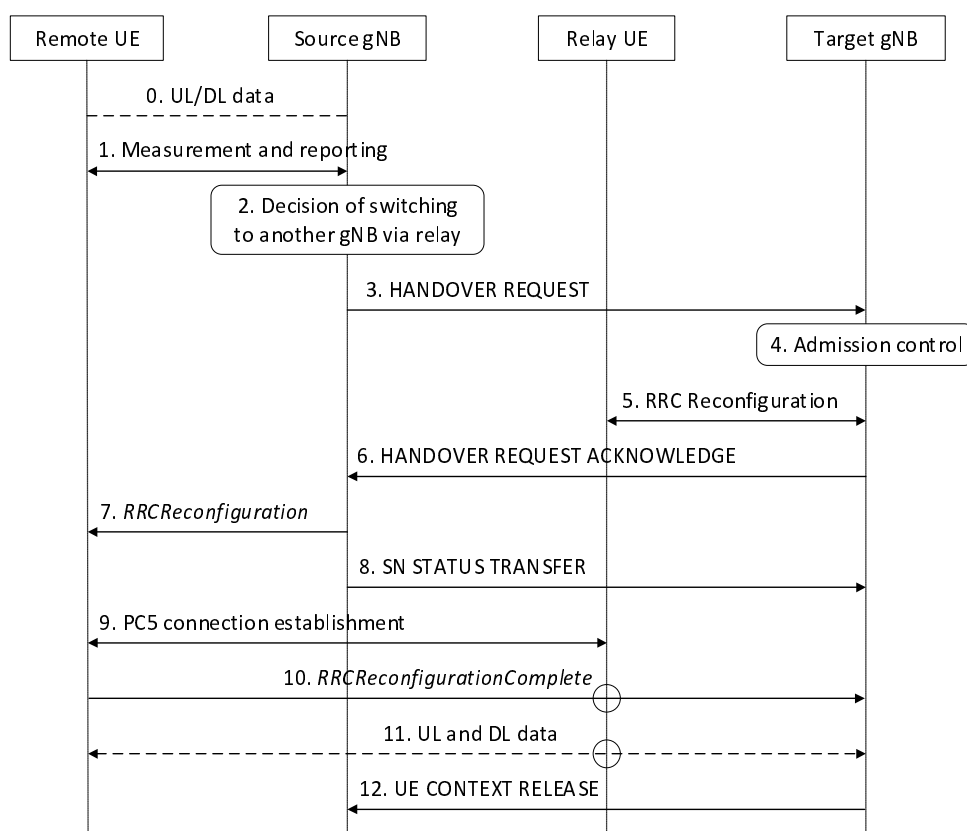 Remote UE
Source gNB
Relay UE
Target gNB
0. UL/DL data
1. Measurement and reporting
2. Decision of switching
to another gNB via relay
3. HANDOVER REQUEST
4. Admission control
5. RRC Reconfiguration
6. HANDOVER REQUEST ACKNOWLEDGE
7. RRCReconfiguration
8. SN STATUS TRANSFER
9. PC5 connection establishment
10. RRCReconfigurationComplete
11. UL and DL data
12. UE CONTEXT RELEASE